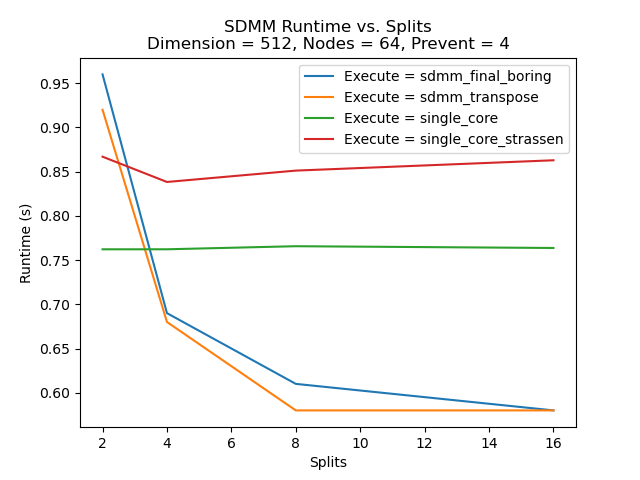 SDMM Runtime vs. Splits
Dimension = 512, Nodes = 64, Prevent = 4
Execute = sdmm_final_boring
Execute = sdmm_transpose
Execute = single_core
Execute = single_core_strassen
Runtime (s)
0.95
0.90
0.85
0.80
0.75
0.70
0.65
0.60
2
4
6
8
10
12
14
16
Splits